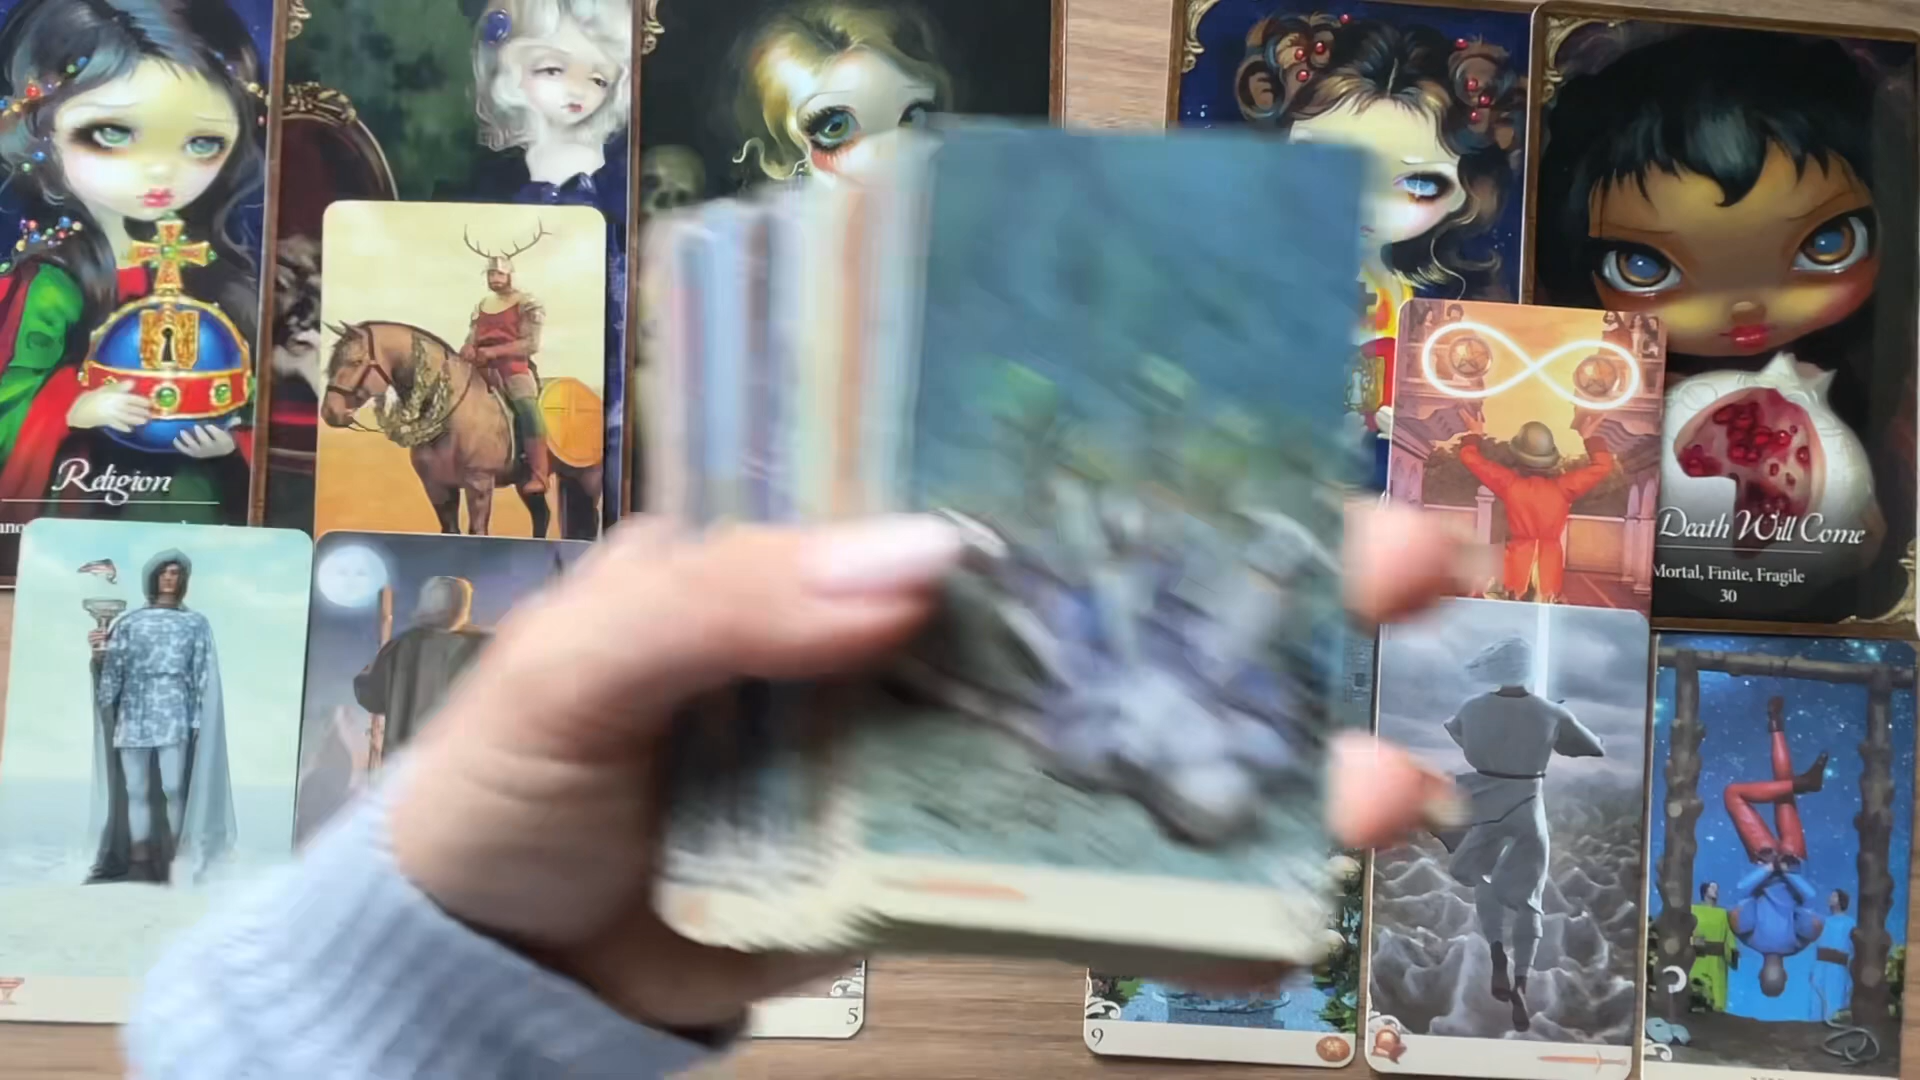 Religion
Death Will Come
Mortal, Finite, Fragile
30
5
9